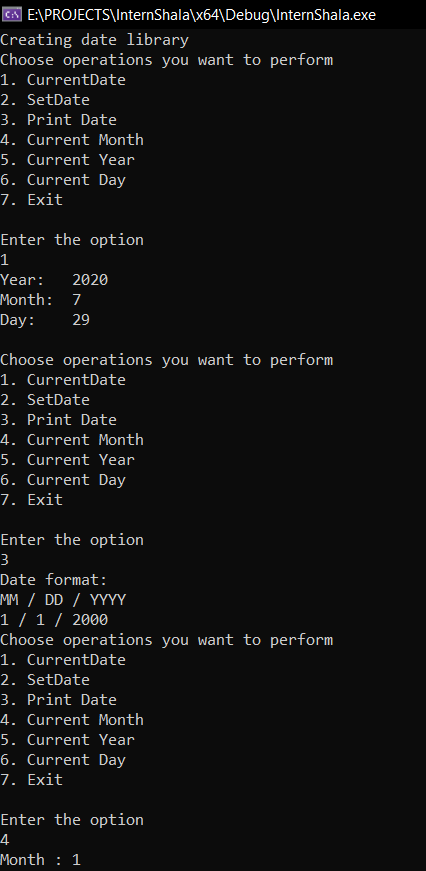 E:\PROJECTS\InternShala\x64\Debug\InternShala.exe
Creating date library
Choose operations you want to perform
1. CurrentDate
2. SetDate
3. Print Date
4. Current Month
5. Current Year
6. Current Day
7. Exit
Enter the option
1
Year:   2020
Month:  7
Day:    29
Choose operations you want to perform
1. CurrentDate
2. SetDate
3. Print Date
4. Current Month
5. Current Year
6. Current Day
7. Exit
Enter the option
3
Date format:
MM / DD / YYYY
1 / 1 / 2000
Choose operations you want to perform
1. CurrentDate
2. SetDate
3. Print Date
4. Current Month
5. Current Year
6. Current Day
7. Exit
Enter the option
4
Month : 1